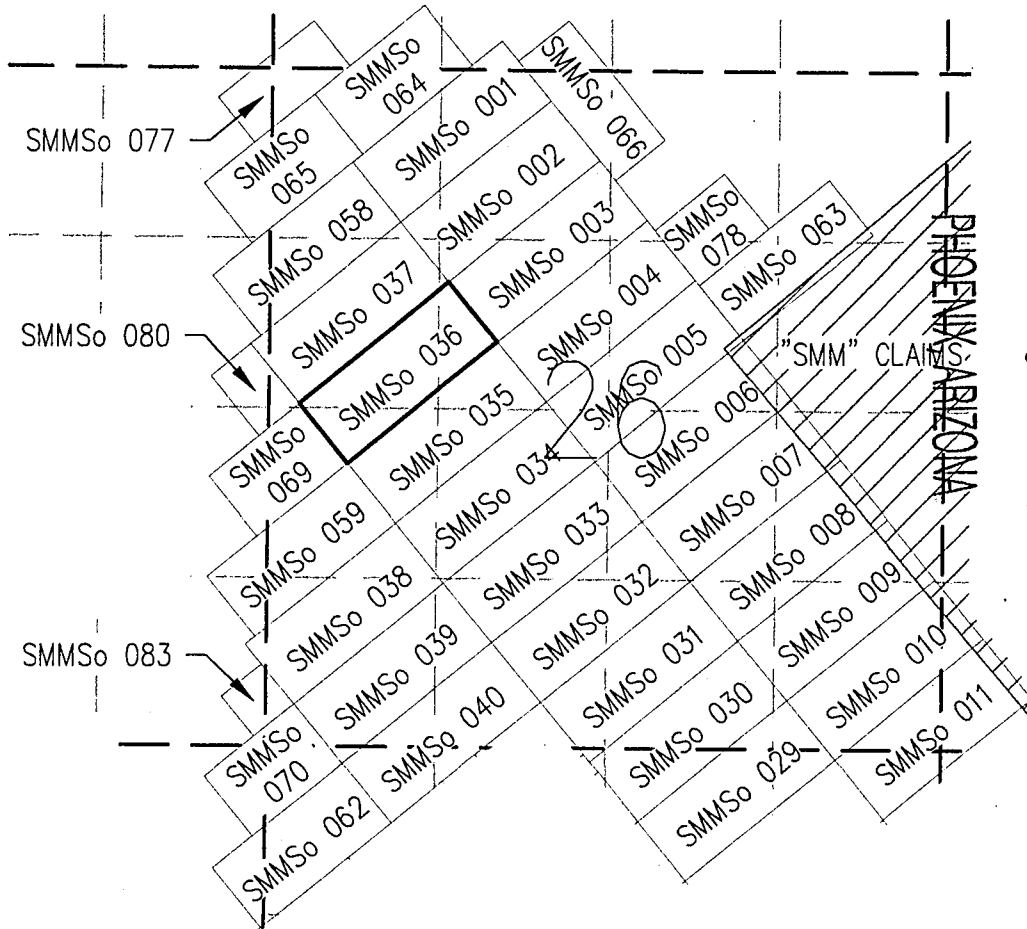 SMMSo 077
SMMSo
064
SMMSo 001
SMMSo 066
SMMSo
065
SMMSo 002
SMMSo 058
SMMSo 003
SMMSo
078
SMMSo 063
SMMSo 037
SMMSo 004
PHOENIX ARIZONA
SMMSo 080
SMMSo 036
SMMSo 005
"SMM" CLAIMS
26
SMMSo 035
SMMSo 006
SMMSo
069
SMMSo 034
SMMSo 007
SMMSo 059
SMMSo 033
SMMSo 008
SMMSo 038
SMMSo 032
SMMSo 009
SMMSo 083
SMMSo 039
SMMSo 031
SMMSo 010
SMMSo
070
SMMSo 040
SMMSo 030
SMMSo 011
SMMSo 062
SMMSo 029